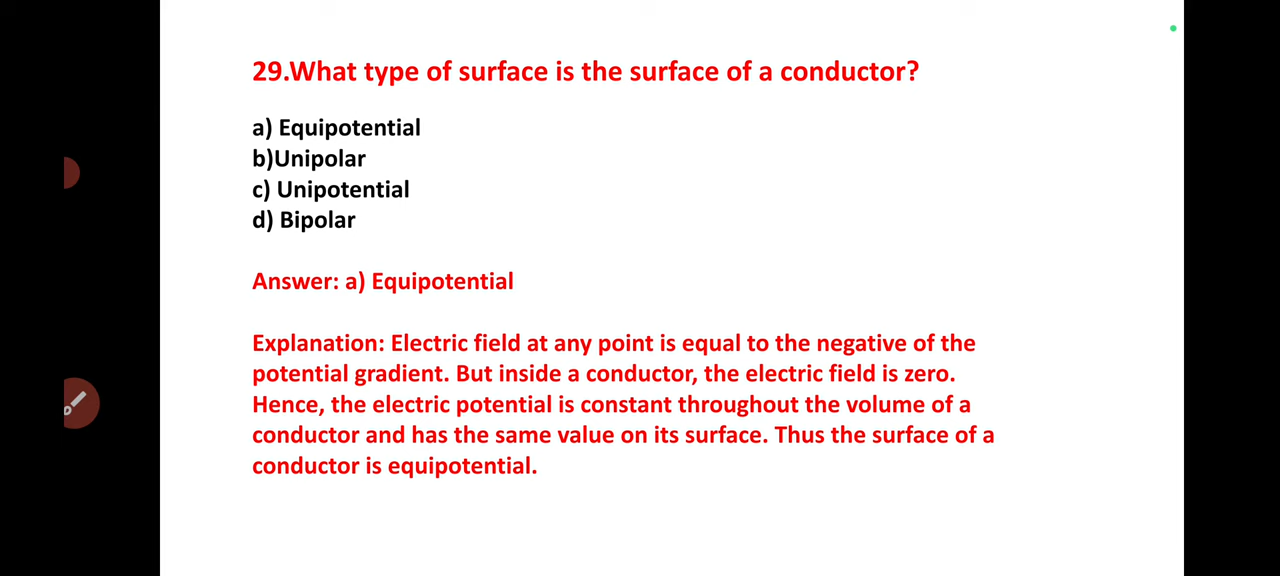 29.What type of surface is the surface of a conductor?
a) Equipotential
b)Unipolar
c) Unipotential
d) Bipolar
Answer: a) Equipotential
Explanation: Electric field at any point is equal to the negative of the
potential gradient. But inside a conductor, the electric field is zero.
Hence, the electric potential is constant throughout the volume of a
conductor and has the same value on its surface. Thus the surface of a
conductor is equipotential.